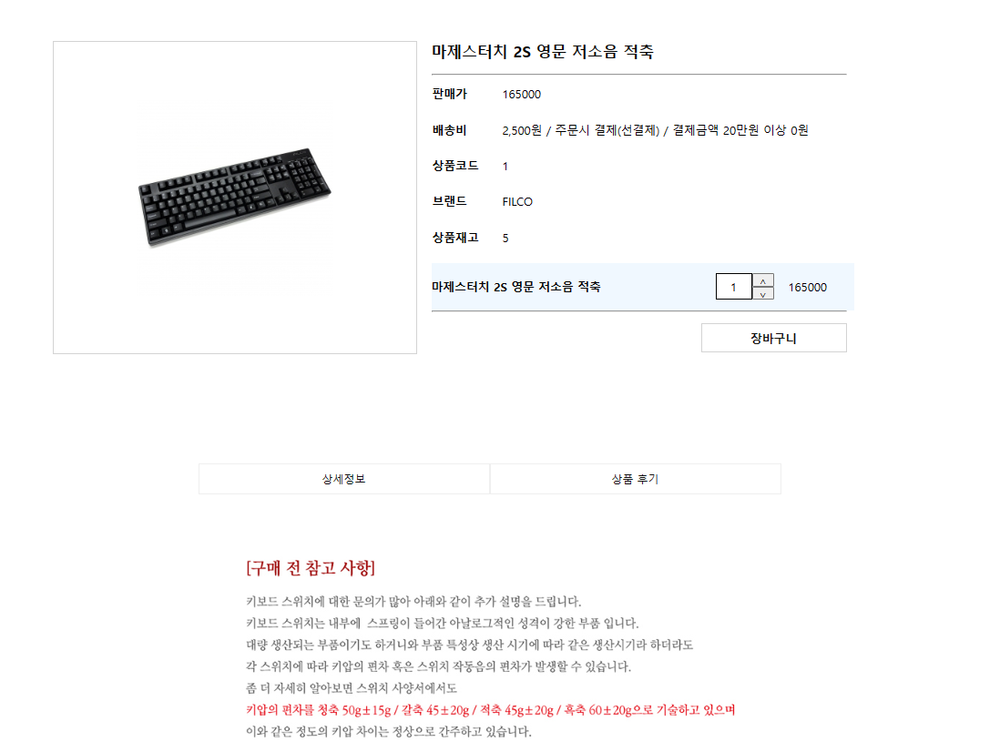 마제스터치 2S 영문 저소음 적축
판매가 165000
배송비 2,500원 / 주문시 결제(선결제) / 결제금액 20만원 이상 0원
상품코드 1
브랜드 FILCO
상품재고 5
마제스터치 2S 영문 저소음 적축 1 ^ v 165000
장바구니
상세정보 상품 후기
[구매 전 참고 사항]
키보드 스위치에 대한 문의가 많아 아래와 같이 추가 설명을 드립니다.
키보드 스위치는 내부에 스프링이 들어간 아날로그적인 성격이 강한 부품 입니다.
대량 생산되는 부품이기도 하거니와 부품 특성상 생산 시기에 따라 같은 생산시기라 하더라도
각 스위치에 따라 키압의 편차 혹은 스위치 작동음의 편차가 발생할 수 있습니다.
좀 더 자세히 알아보면 스위치 사양서에서도
키압의 편차를 청축 50g±15g / 갈축 45±20g / 적축 45g±20g / 흑축 60±20g으로 기술하고 있으며
이와 같은 정도의 키압 차이는 정상으로 간주하고 있습니다.